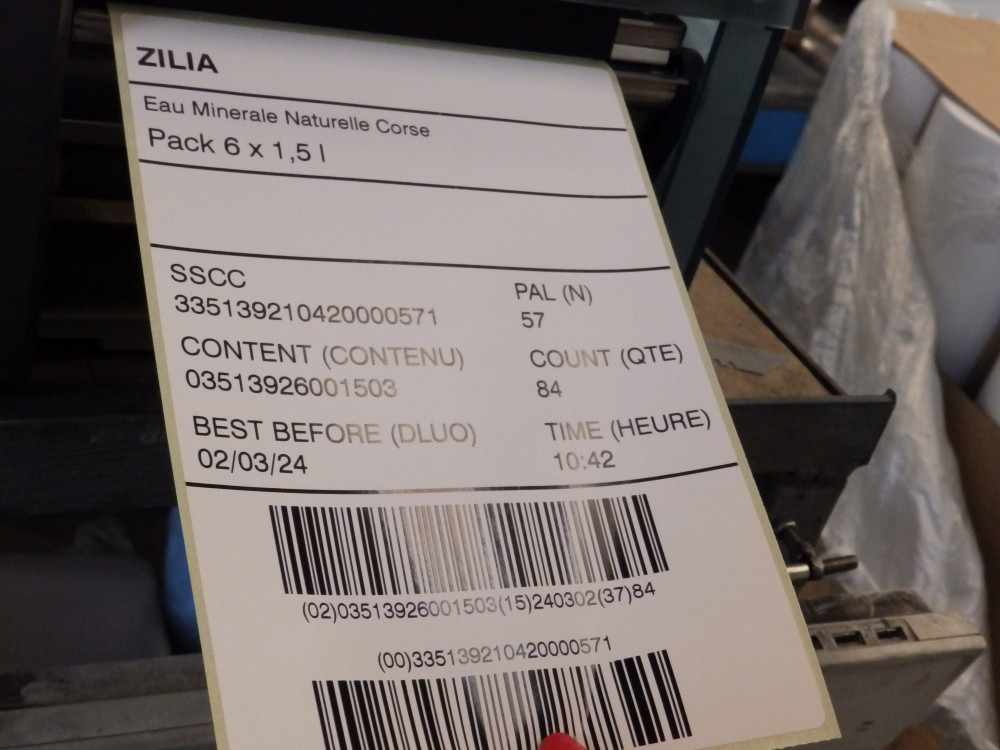 ZILIA
Eau Minerale Naturelle Corse
Pack 6 x 1,5 l
SSCC
335139210420000571
PAL (N)
57
CONTENT (CONTENU)
03513926001503
COUNT (QTE)
84
BEST BEFORE (DLUO)
02/03/24
TIME (HEURE)
10:42
(02)03513926001503(15)240302(37)84
(00)335139210420000571